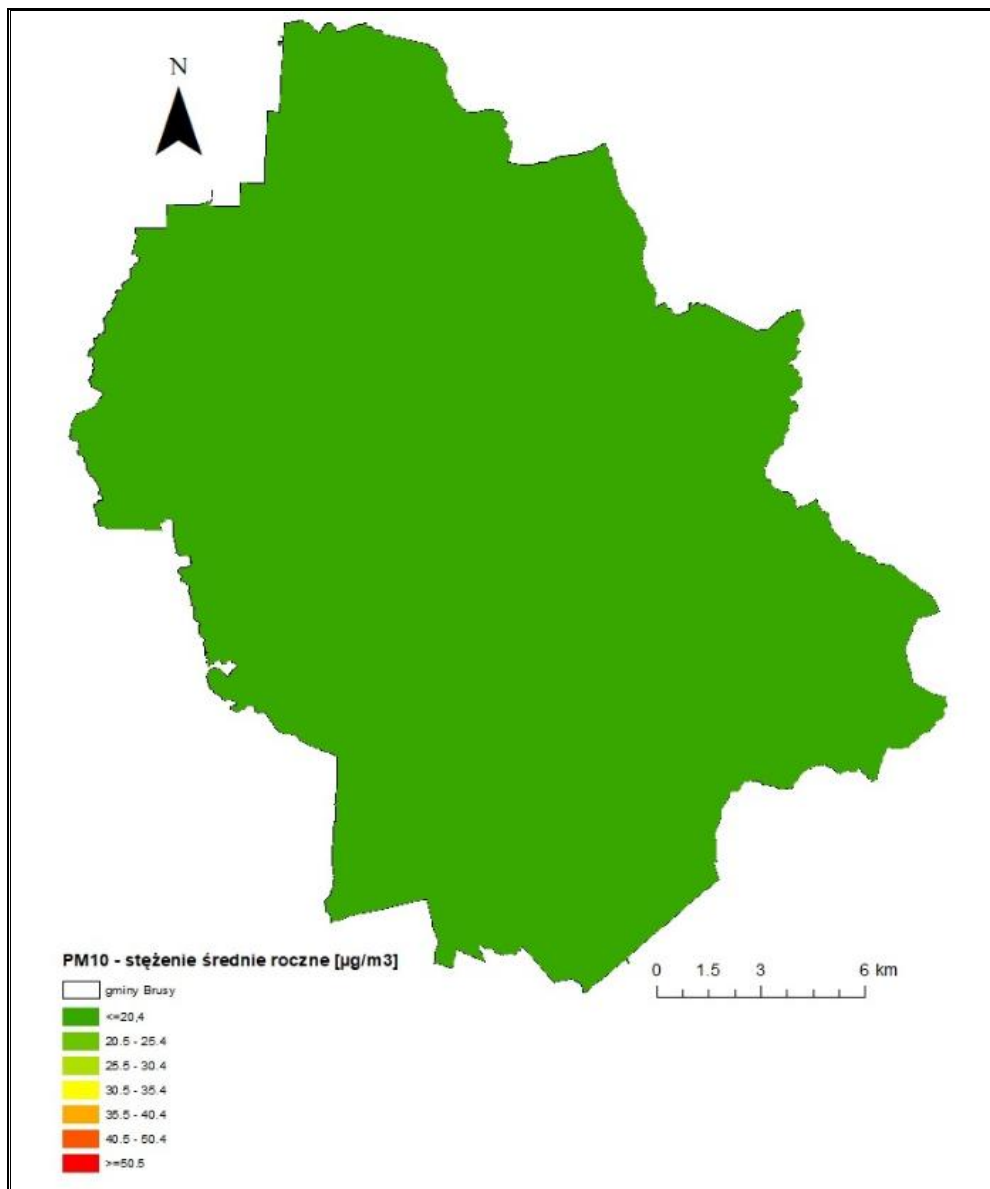 N
PM10 - stężenie średnie roczne [µg/m3]
gminy Brusy
<=20,4
20.5 - 25.4
25.5 - 30.4
30.5 - 35.4
35.5 - 40.4
40.5 - 50.4
>=50.5
0 1.5 3 6 km